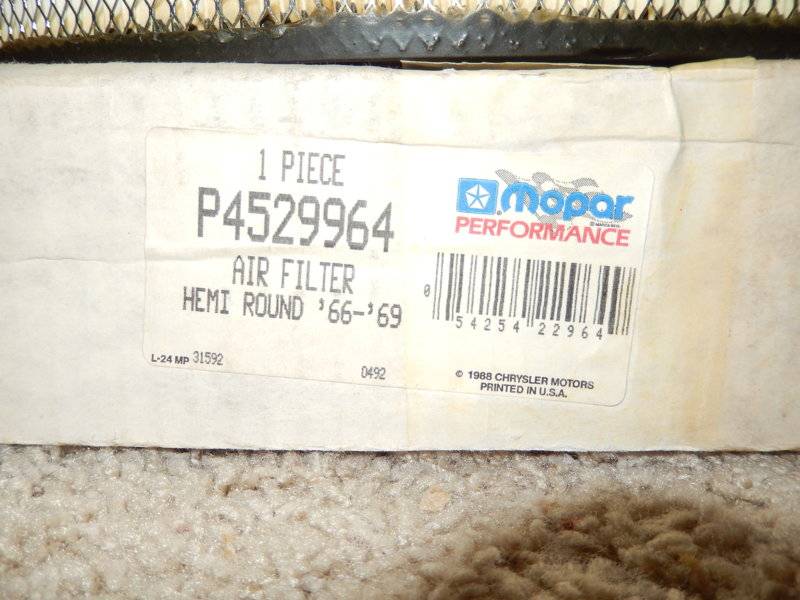 1 PIECE
P4529964
AIR FILTER
HEMI ROUND '66-'69
L-24 MP 31592
0492
Mopar
PERFORMANCE
0 54254 22964
© 1988 CHRYSLER MOTORS
PRINTED IN U.S.A.